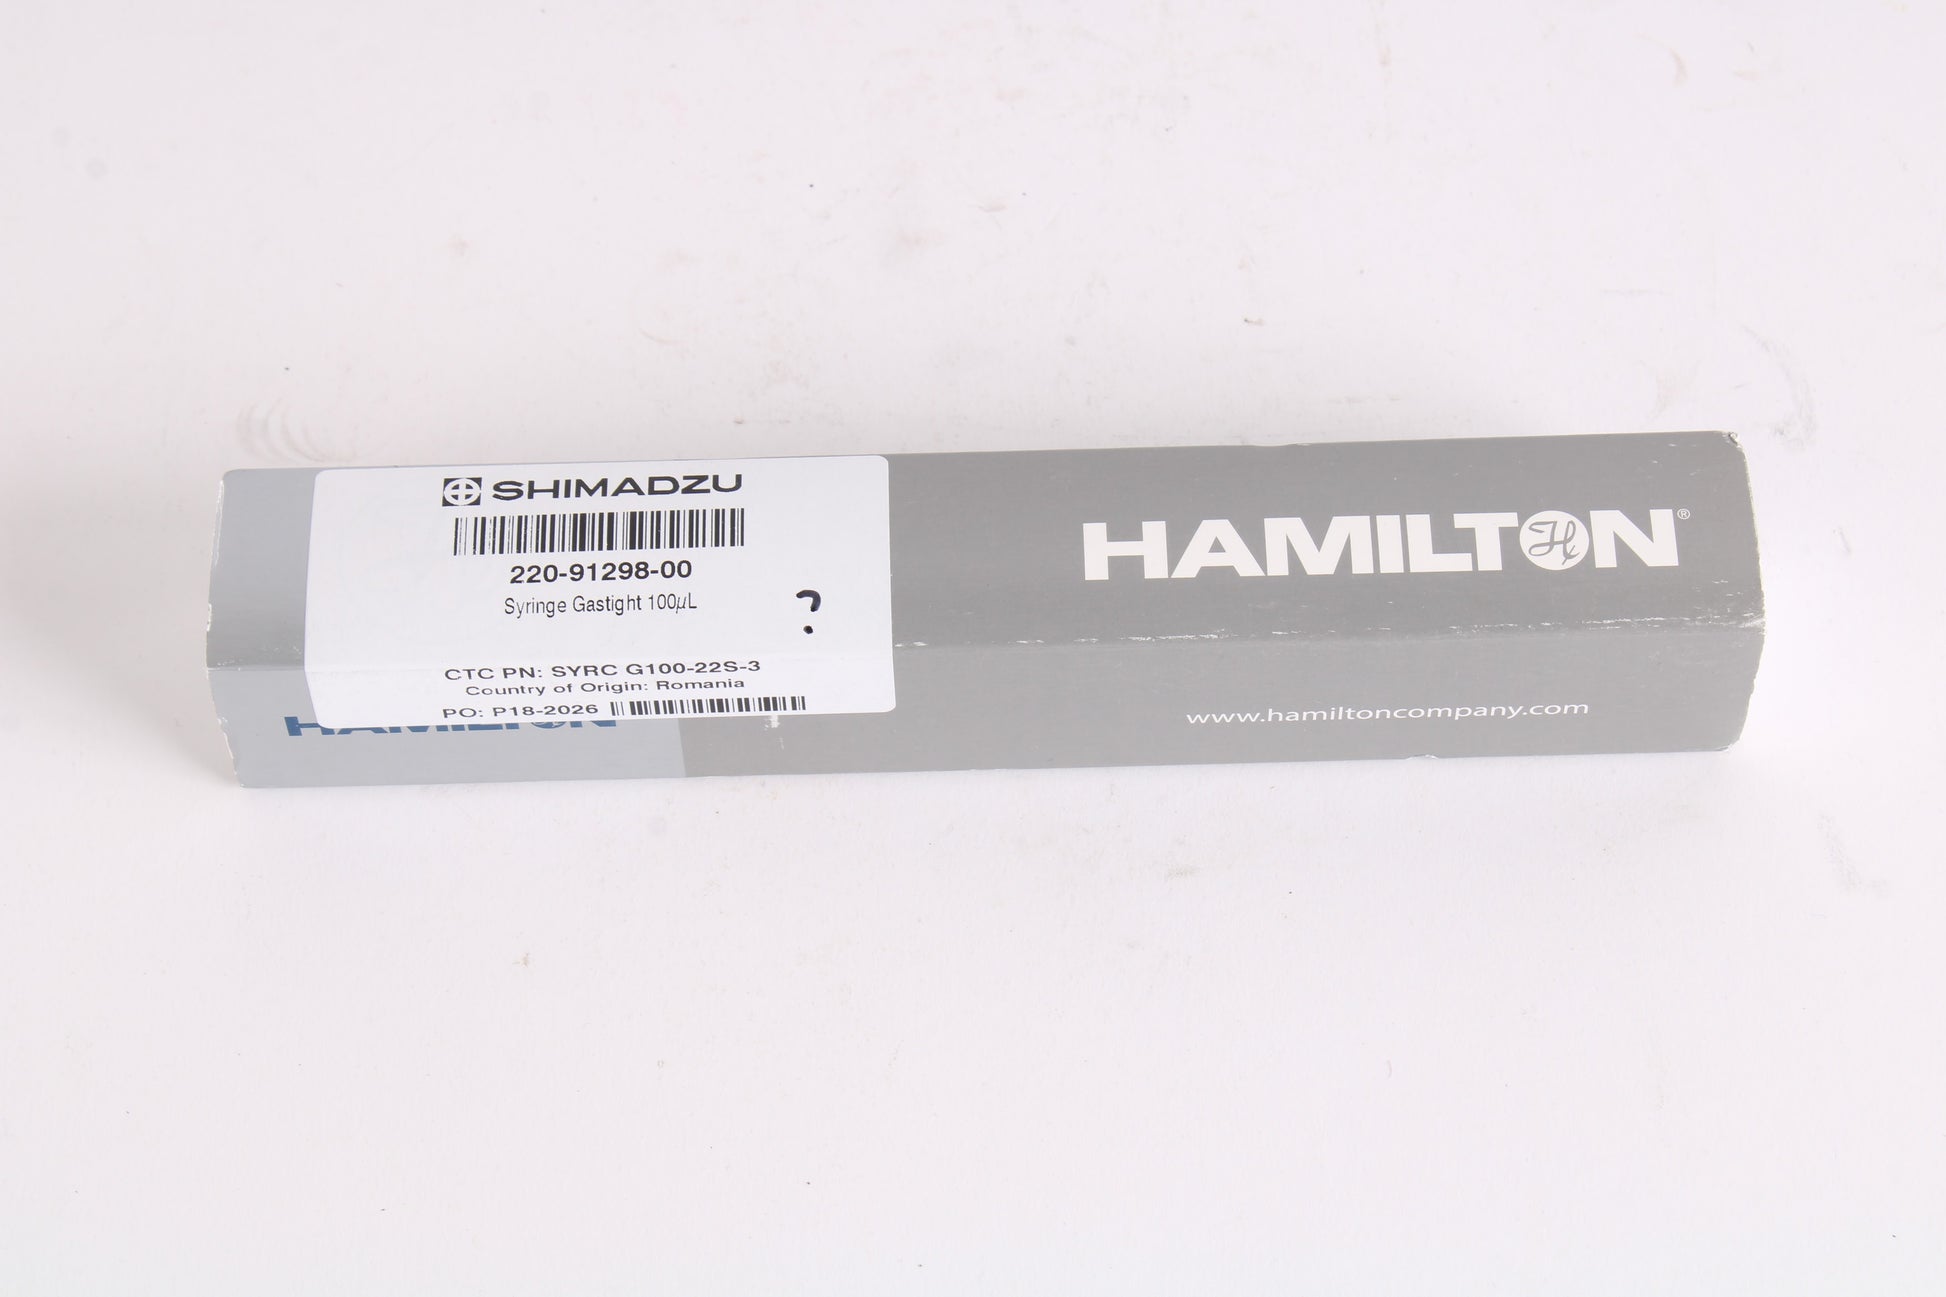 SHIMADZU
220-91298-00
Syringe Gastight 100µL
?
CTC PN: SYRC G100-22S-3
Country of Origin: Romania
PO: P18-2026
HAMILTON
HAMILTON®
www.hamiltoncompany.com